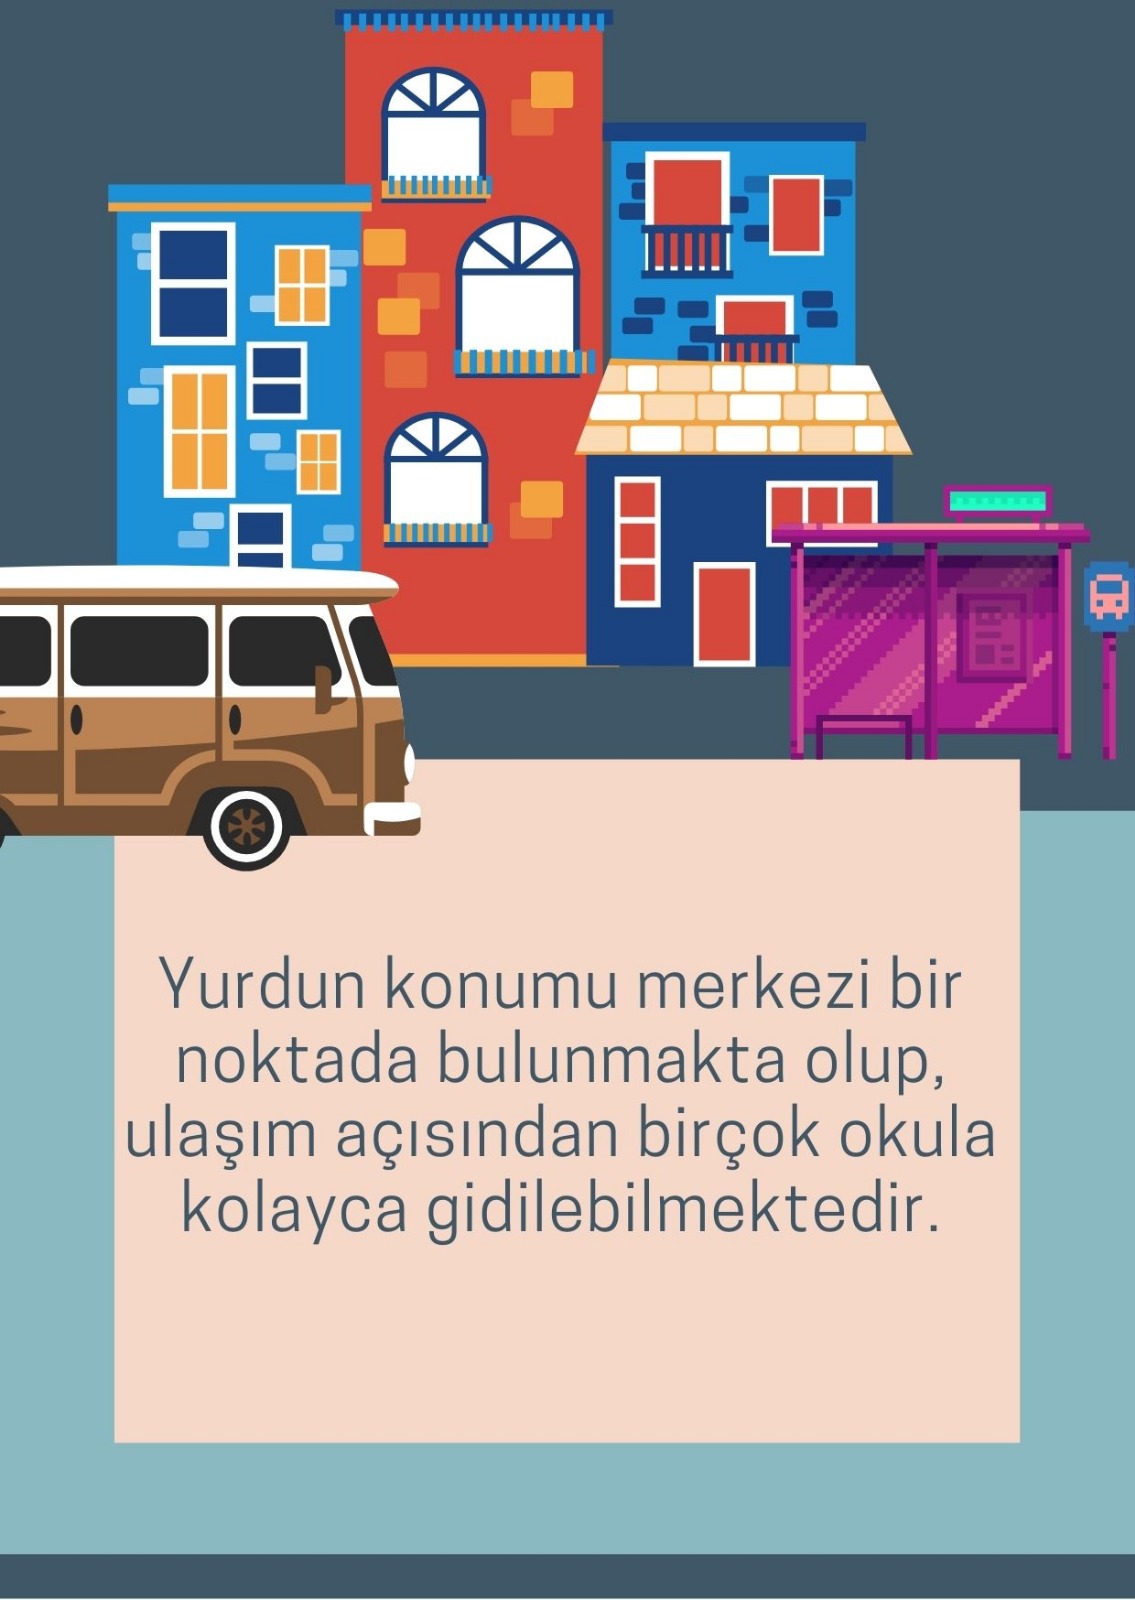 Yurdun konumu merkezi bir
noktada bulunmakta olup,
ulaşım açısından birçok okula
kolayca gidilebilmektedir.